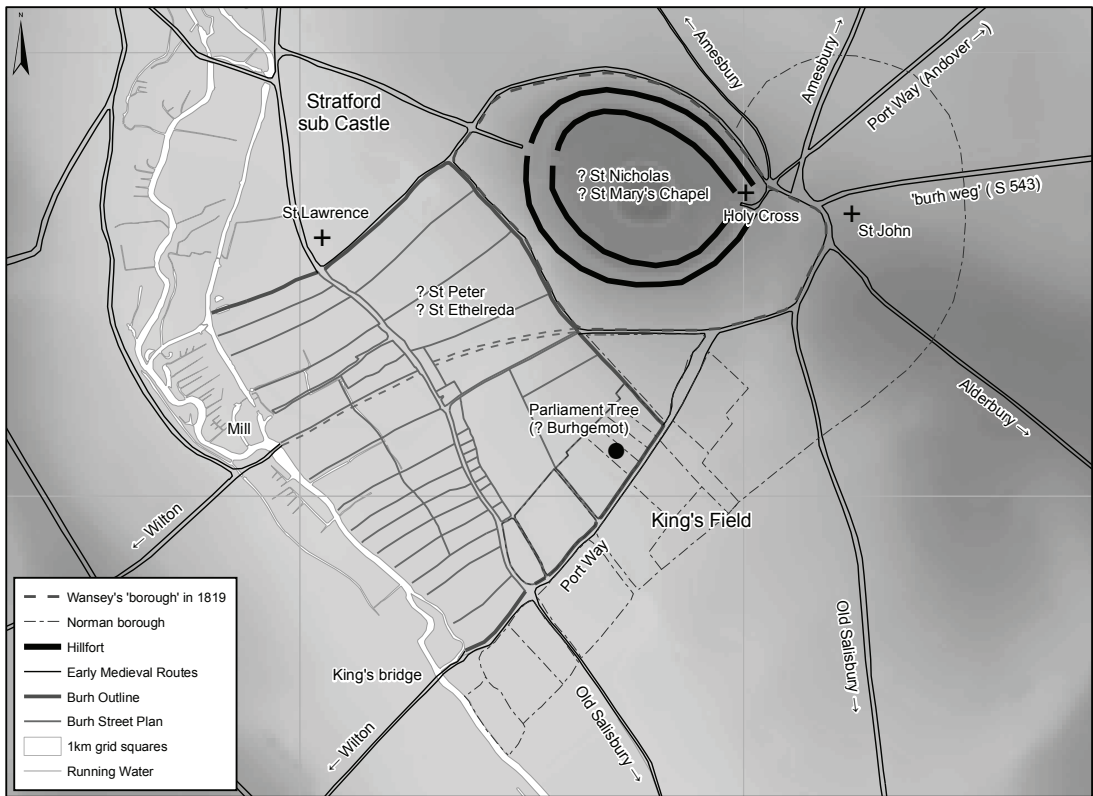 N
← Amesbury
Amesbury →
Port Way (Andover →)
Stratford
sub Castle
? St Nicholas
? St Mary's Chapel
'burh weg' ( S 543)
St Lawrence
Holy Cross
St John
? St Peter
? St Ethelreda
Alderbury →
Parliament Tree
(? Burhgemot)
Mill
← Wilton
King's Field
Port Way
Old Salisbury →
King's bridge
← Wilton
Old Salisbury →
Wansey's 'borough' in 1819
Norman borough
Hillfort
Early Medieval Routes
Burh Outline
Burh Street Plan
1km grid squares
Running Water